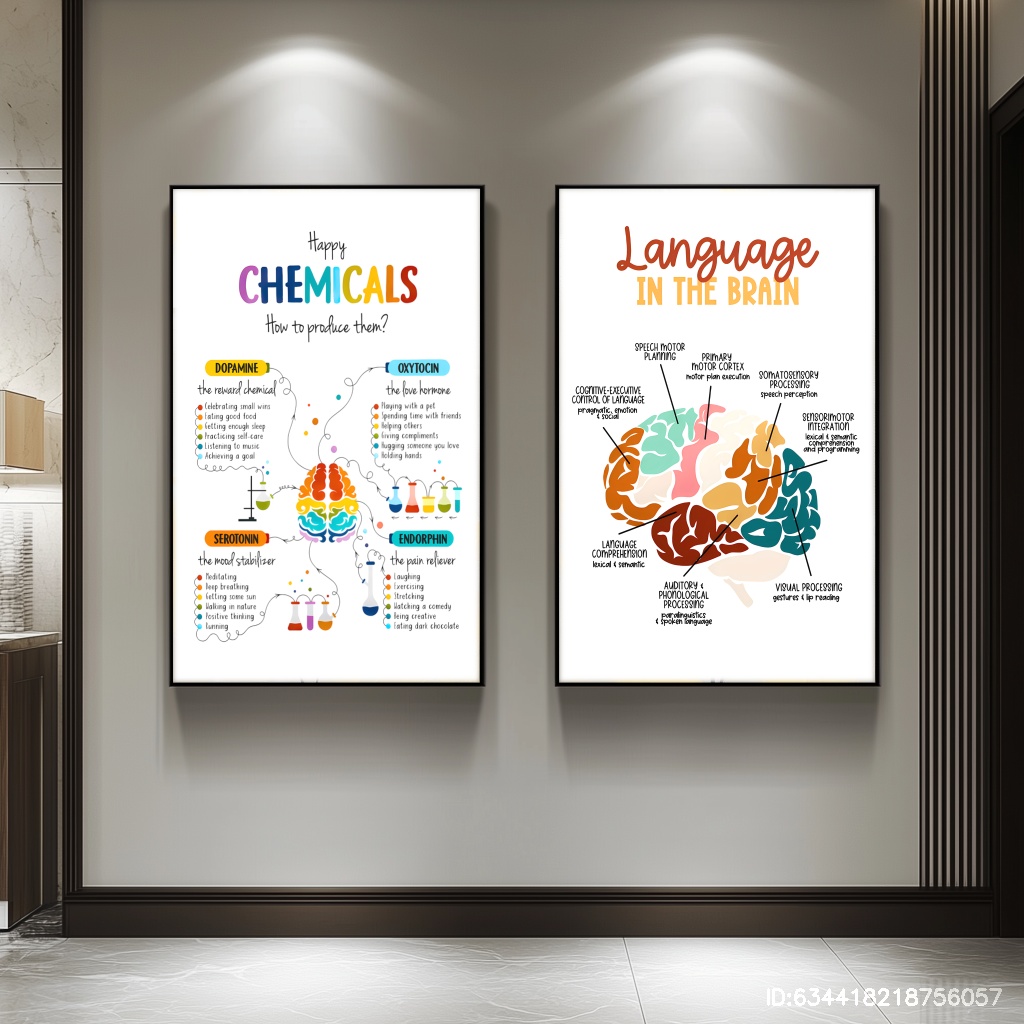 Happy
CHEMICALS
How to produce them?
DOPAMINE
the reward chemical
Celebrating small wins
Eating good food
Getting enough sleep
Practicing self-care
Listening to music
Achieving a goal
OXYTOCIN
the love hormone
Playing with a pet
Spending time with friends
Helping others
Giving compliments
Hugging someone you love
Holding hands
SEROTONIN
the mood stabilizer
Meditating
Deep breathing
Getting some sun
Walking in nature
Positive thinking
Cunning
ENDORPHIN
the pain reliever
Laughing
Exercising
Stretching
Watching a comedy
Being creative
Eating dark chocolate
Language
IN THE BRAIN
SPEECH MOTOR
PLANNING
PRIMARY
MOTOR CORTEX
motor plan execution
SOMATOSENSORY
PROCESSING
speech perception
COGNITIVE-EXECUTIVE
CONTROL OF LANGUAGE
pragmatic, emotion
& social
SENSORIMOTOR
INTEGRATION
lexical & semantic
comprehension
and programming
LANGUAGE
COMPREHENSION
lexical & semantic
AUDITORY &
PHONOLOGICAL
PROCESSING
paralinguistics
& spoken language
VISUAL PROCESSING
gestures & lip reading
ID:634418218756057